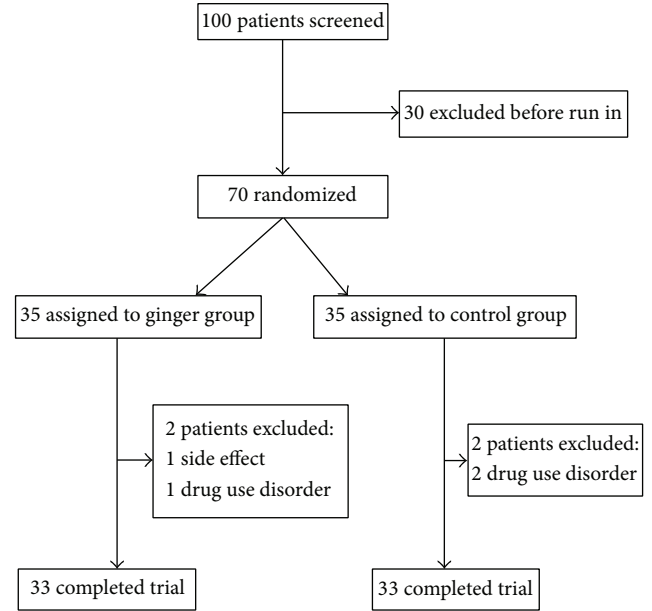 100 patients screened
30 excluded before run in
70 randomized
35 assigned to ginger group
35 assigned to control group
2 patients excluded:
1 side effect
1 drug use disorder
2 patients excluded:
2 drug use disorder
33 completed trial
33 completed trial